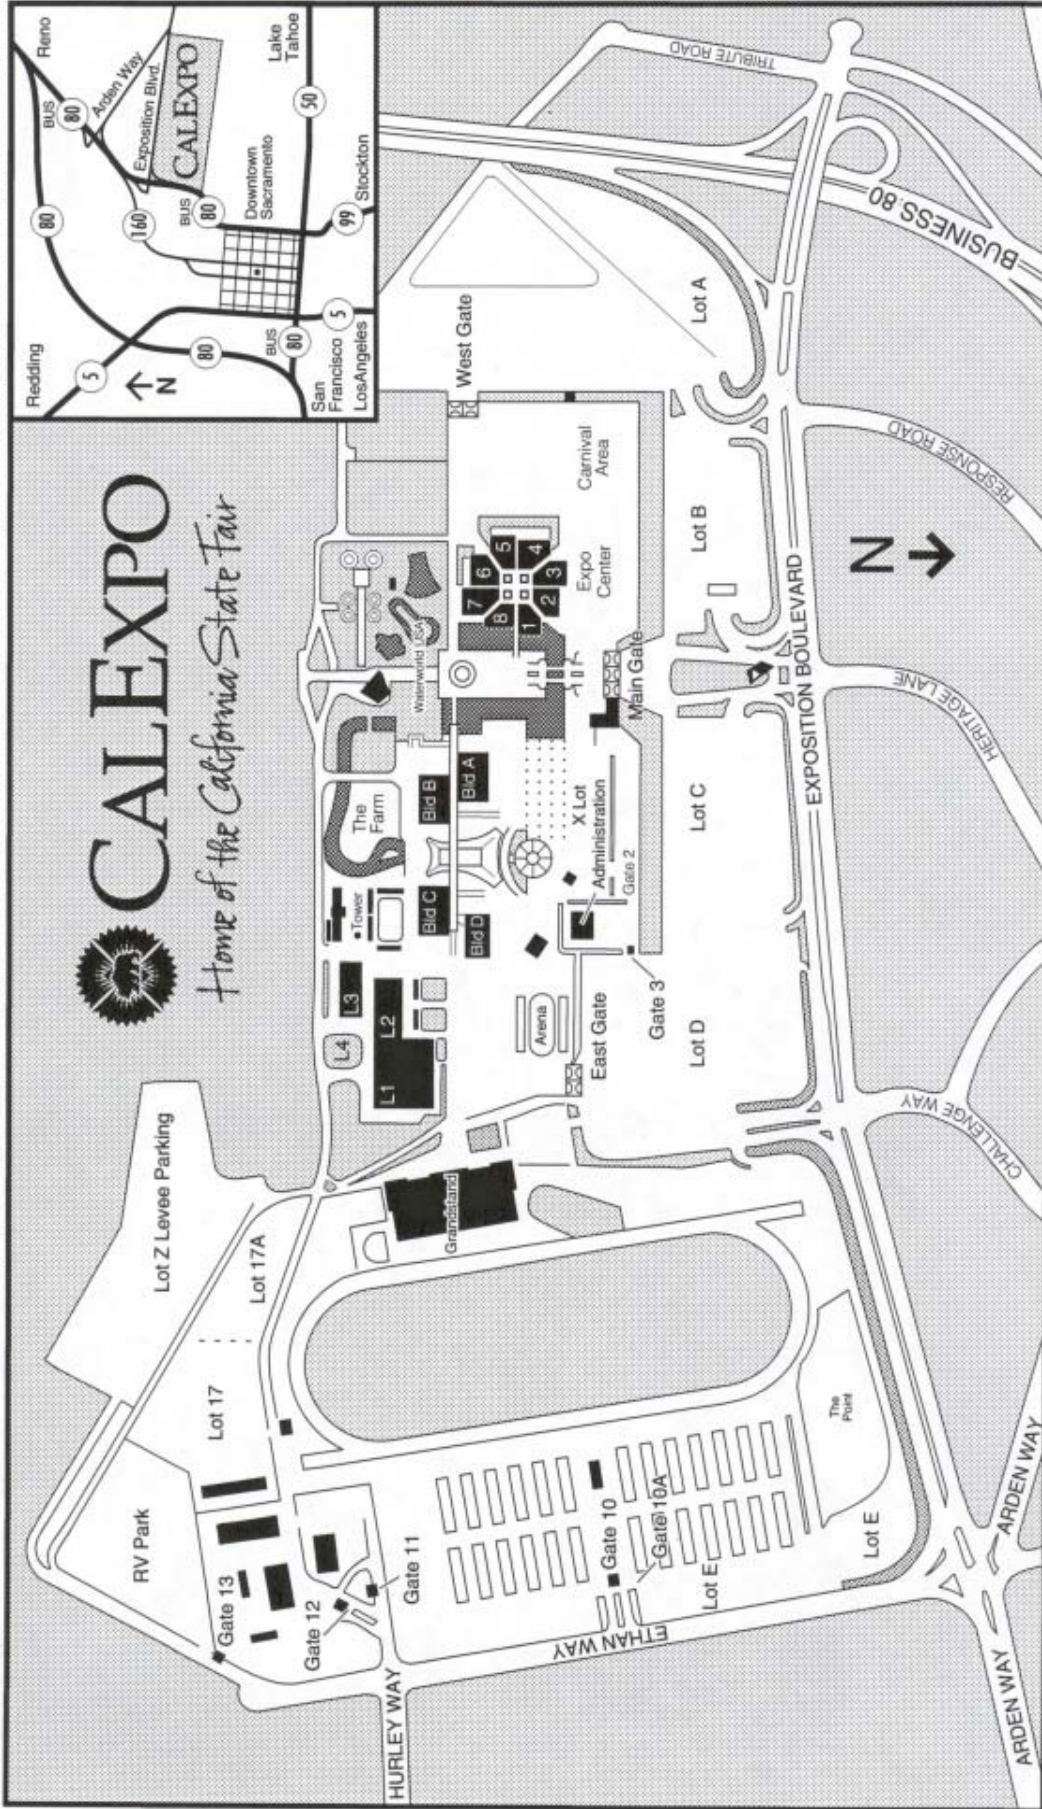 CALEXPO
Home of the California State Fair
Redding
Reno
5
80
BUS
80
Arden Way
Exposition Blvd.
CALEXPO
160
N
80
BUS
80
Downtown
Sacramento
Lake
Tahoe
BUS
80
50
San
Francisco
LosAngeles
5
99
Stockton
Lot Z Levee Parking
RV Park
Lot 17
Lot 17A
Gate 13
Gate 12
Gate 11
HURLEY WAY
L4
L3
L1
L2
Tower
The
Farm
Waterworld USA
Bld C
Bld B
Bld D
Bld A
Grandstand
Arena
East Gate
Gate 3
Administration
Gate 2
X Lot
Main Gate
8
7
6
5
1
2
3
4
Expo
Center
Carnival
Area
West Gate
Gate 10
Gate 10A
Lot E
Lot E
The
Point
Lot D
Lot C
Lot B
Lot A
ETHAN WAY
EXPOSITION BOULEVARD
N
BUSINESS 80
TRIBUTE ROAD
RESPONSE ROAD
HERITAGE LANE
CHALLENGE WAY
ARDEN WAY
ARDEN WAY